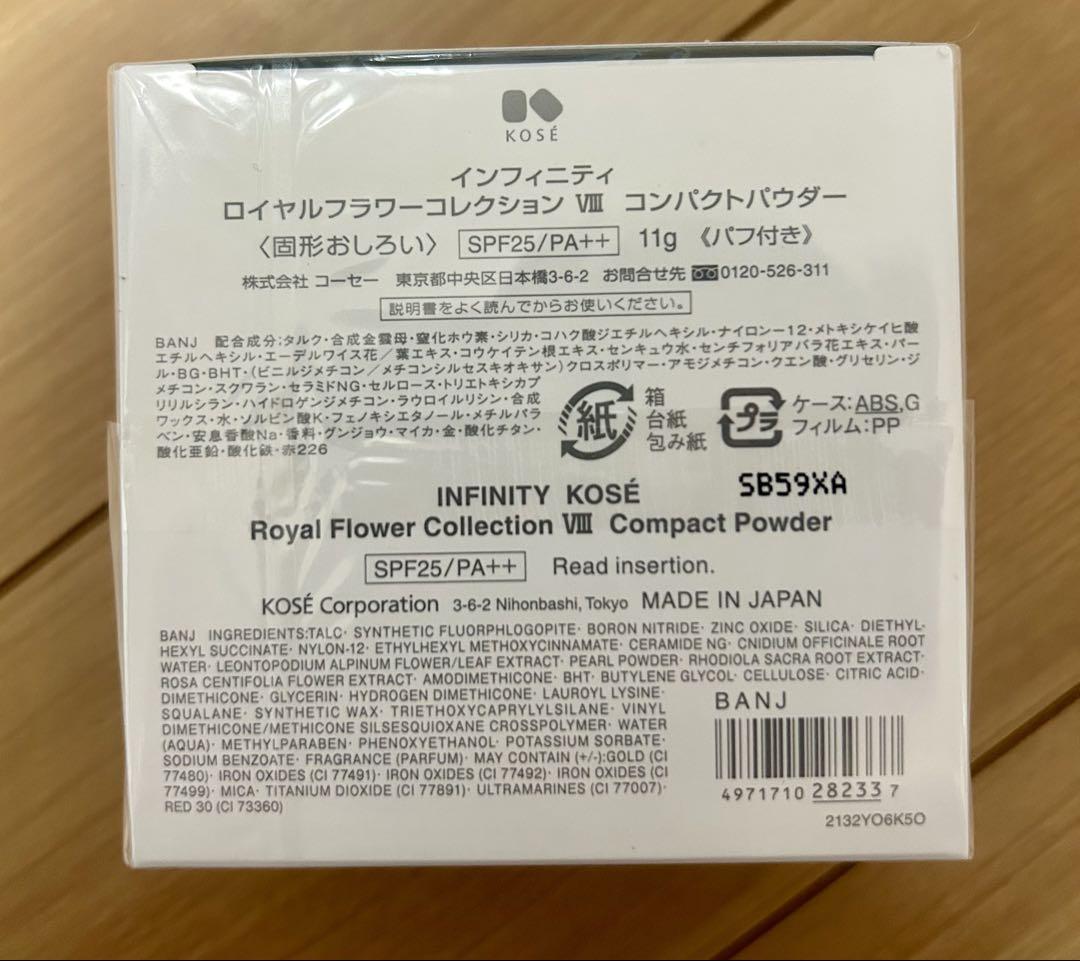 KOSÉ
インフィニティ
ロイヤルフラワーコレクション Ⅷ コンパクトパウダー
〈固形おしろい〉 SPF25/PA++ 11g 《パフ付き》
株式会社 コーセー 東京都中央区日本橋3-6-2 お問合せ先 0120-526-311
説明書をよく読んでからお使いください。
BANJ 配合成分;タルク・合成金雲母・窒化ホウ素・シリカ・コハク酸ジエチルヘキシル・ナイロン-12・メトキシケイヒ酸
エチルヘキシル・エーデルワイス花/葉エキス・コウケイテン根エキス・センキュウ水・センチフォリアバラ花エキス・パー
ル・BG・BHT・(ビニルジメチコン/メチコンシルセスキオキサン)クロスポリマー・アモジメチコン・クエン酸・グリセリン・ジ
メチコン・スクワラン・セラミドNG・セルロース・トリエトキシカプ
リリルシラン・ハイドロゲンジメチコン・ラウロイルリシン・合成
ワックス・水・ソルビン酸K・フェノキシエタノール・メチルパラ
ベン・安息香酸Na・香料・グンジョウ・マイカ・金・酸化チタン・
酸化亜鉛・酸化鉄・赤226
紙
箱
台紙
包み紙
プラ
ケース:ABS,G
フィルム:PP
SB59XA
INFINITY KOSÉ
Royal Flower Collection Ⅷ Compact Powder
SPF25/PA++ Read insertion.
KOSÉ Corporation 3-6-2 Nihonbashi, Tokyo MADE IN JAPAN
BANJ INGREDIENTS:TALC· SYNTHETIC FLUORPHLOGOPITE· BORON NITRIDE· ZINC OXIDE· SILICA· DIETHYL-
HEXYL SUCCINATE· NYLON-12· ETHYLHEXYL METHOXYCINNAMATE· CERAMIDE NG· CNIDIUM OFFICINALE ROOT
WATER· LEONTOPODIUM ALPINUM FLOWER/LEAF EXTRACT· PEARL POWDER· RHODIOLA SACRA ROOT EXTRACT·
ROSA CENTIFOLIA FLOWER EXTRACT· AMODIMETHICONE· BHT· BUTYLENE GLYCOL· CELLULOSE· CITRIC ACID·
DIMETHICONE· GLYCERIN· HYDROGEN DIMETHICONE· LAUROYL LYSINE·
SQUALANE· SYNTHETIC WAX· TRIETHOXYCAPRYLYLSILANE· VINYL
DIMETHICONE/METHICONE SILSESQUIOXANE CROSSPOLYMER· WATER
(AQUA)· METHYLPARABEN· PHENOXYETHANOL· POTASSIUM SORBATE·
SODIUM BENZOATE· FRAGRANCE (PARFUM)· MAY CONTAIN (+/-):GOLD (CI
77480)· IRON OXIDES (CI 77491)· IRON OXIDES (CI 77492)· IRON OXIDES (CI
77499)· MICA· TITANIUM DIOXIDE (CI 77891)· ULTRAMARINES (CI 77007)·
RED 30 (CI 73360)
BANJ
4971710 28233 7
2132YO6K5O